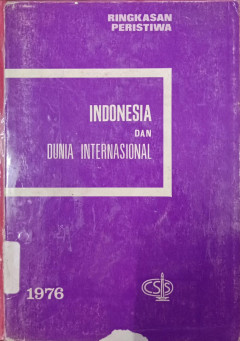 RINGKASAN
PERISTIWA
INDONESIA
DAN
DUNIA INTERNASIONAL
1976
CSIS